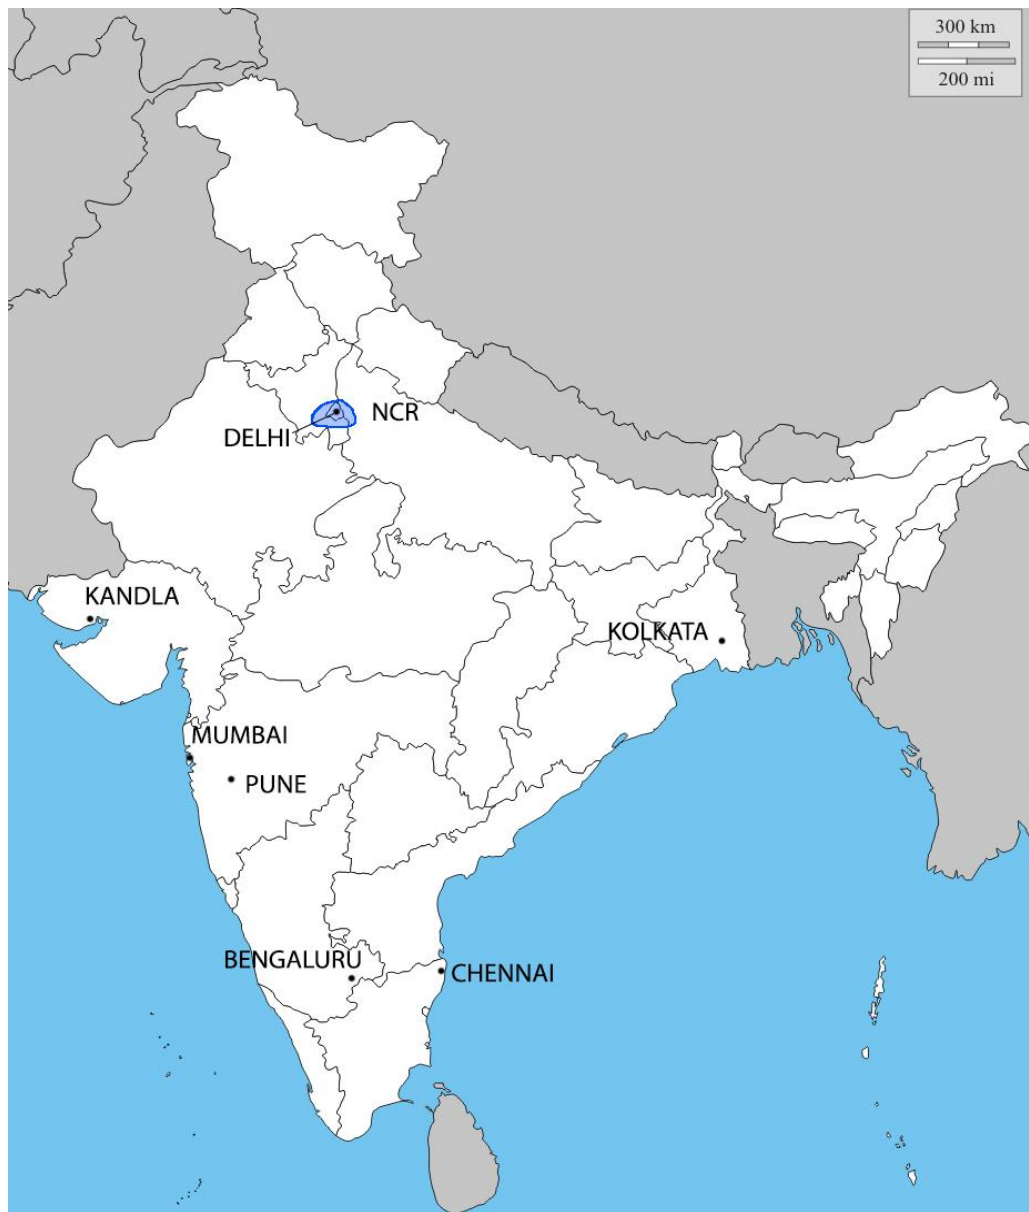 300 km
200 mi
NCR
DELHI
KANDLA
KOLKATA
MUMBAI
PUNE
BENGALURU
CHENNAI